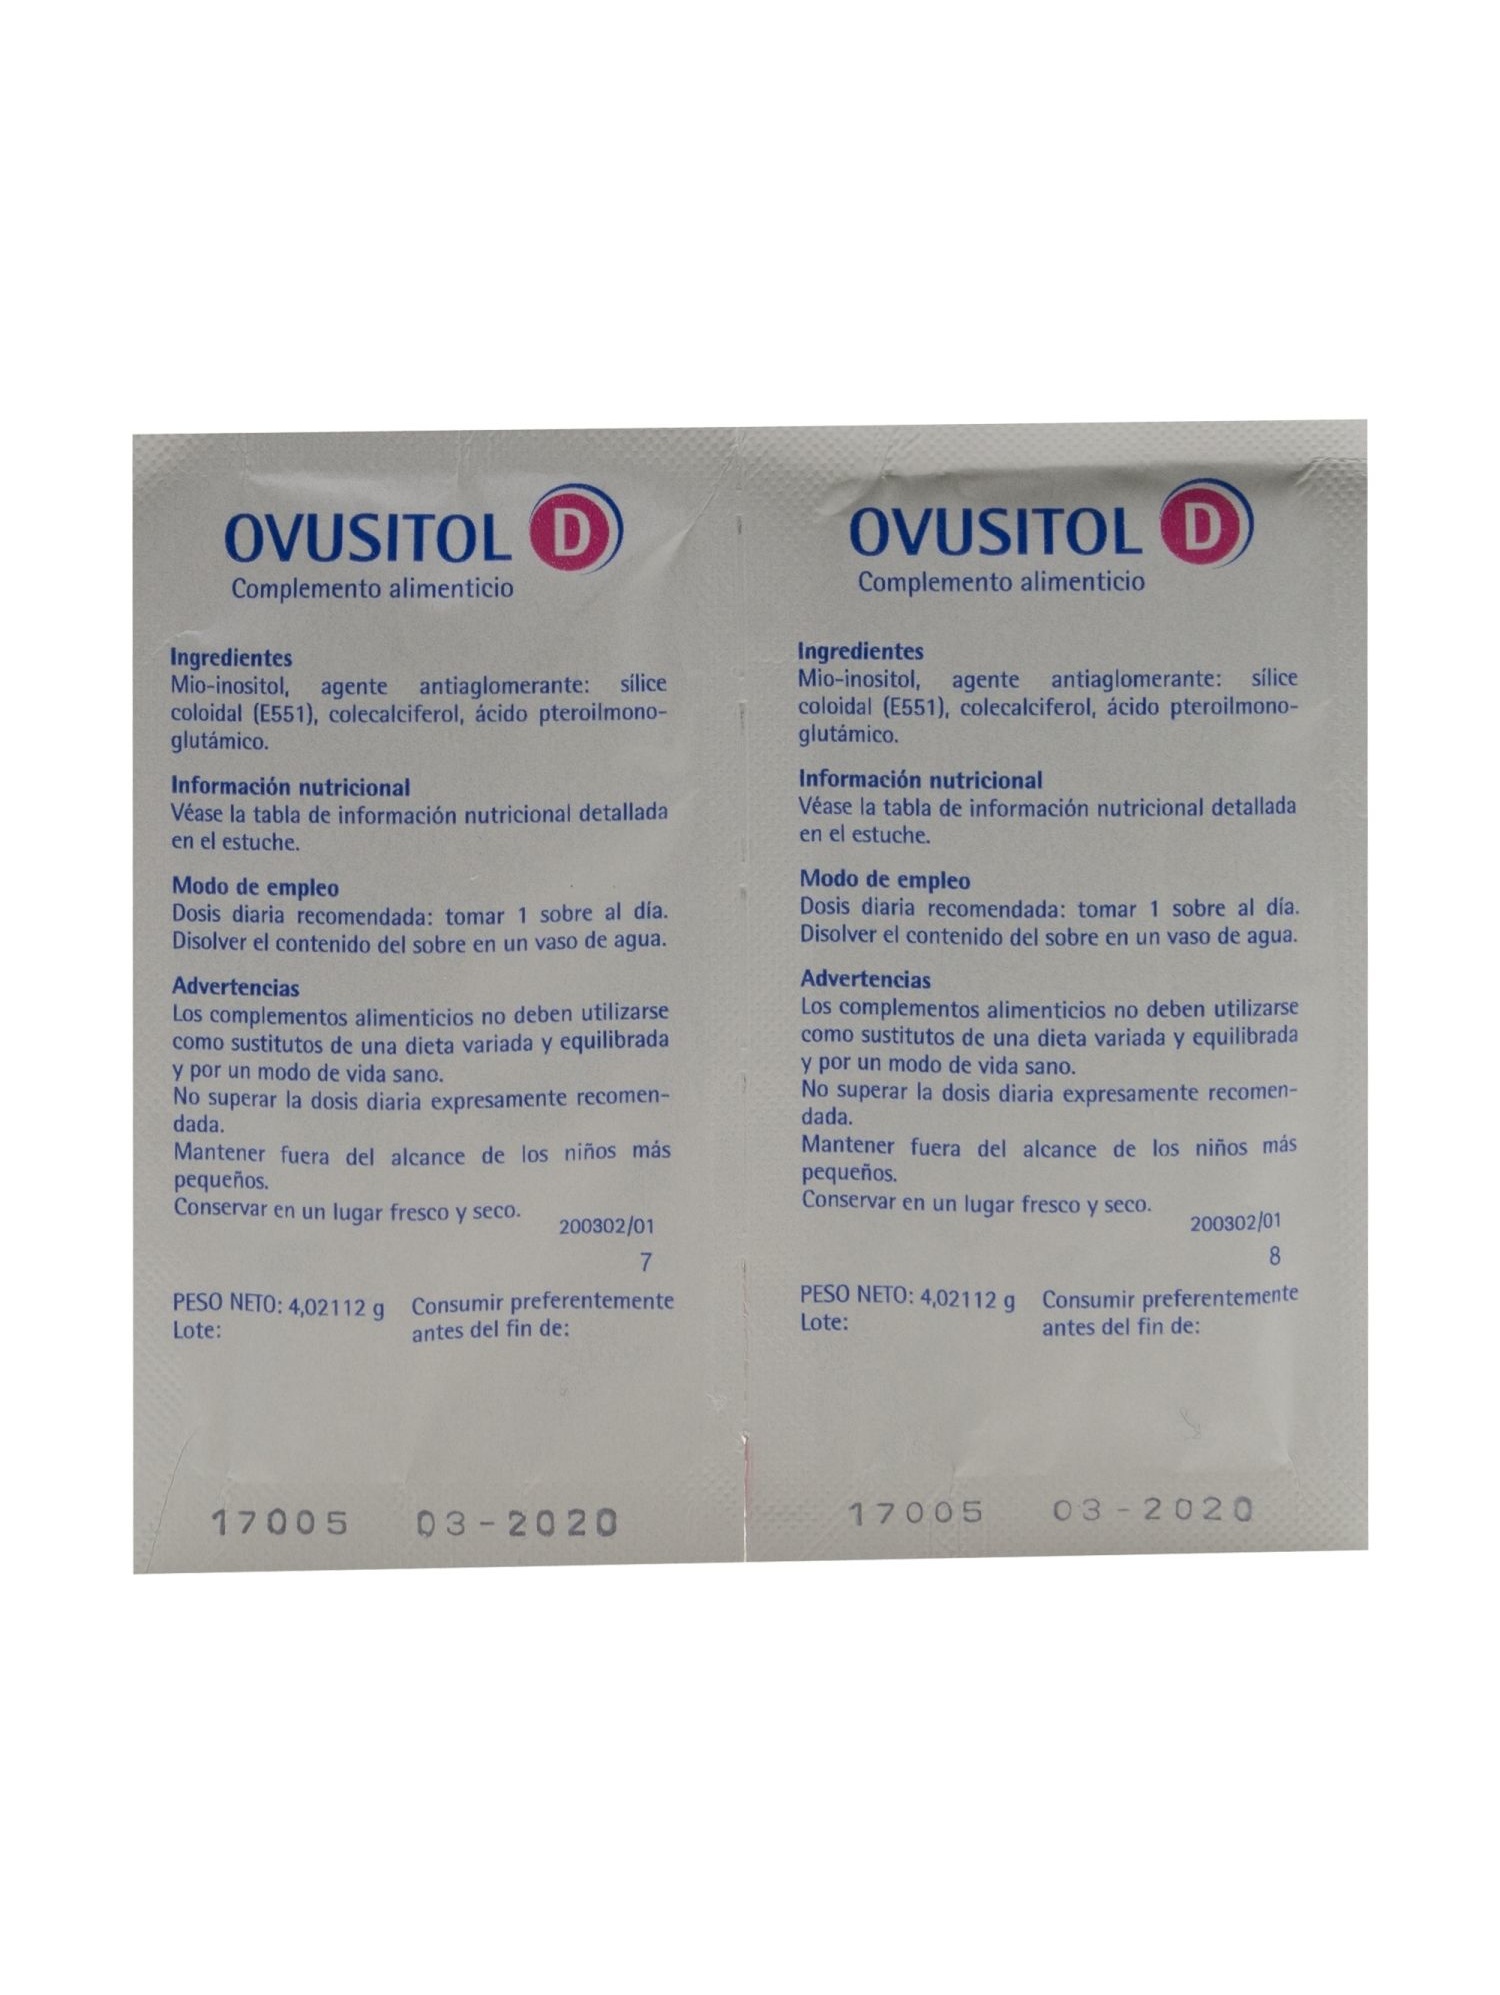 OVUSITOL D
Complemento alimenticio
Ingredientes
Mio-inositol, agente antiaglomerante: sílice
coloidal (E551), colecalciferol, ácido pteroilmono-
glutámico.
Información nutricional
Véase la tabla de información nutricional detallada
en el estuche.
Modo de empleo
Dosis diaria recomendada: tomar 1 sobre al día.
Disolver el contenido del sobre en un vaso de agua.
Advertencias
Los complementos alimenticios no deben utilizarse
como sustitutos de una dieta variada y equilibrada
y por un modo de vida sano.
No superar la dosis diaria expresamente recomen-
dada.
Mantener fuera del alcance de los niños más
pequeños.
Conservar en un lugar fresco y seco.
200302/01
7
PESO NETO: 4,02112 g Consumir preferentemente
Lote: antes del fin de:
17005 03-2020
OVUSITOL D
Complemento alimenticio
Ingredientes
Mio-inositol, agente antiaglomerante: sílice
coloidal (E551), colecalciferol, ácido pteroilmono-
glutámico.
Información nutricional
Véase la tabla de información nutricional detallada
en el estuche.
Modo de empleo
Dosis diaria recomendada: tomar 1 sobre al día.
Disolver el contenido del sobre en un vaso de agua.
Advertencias
Los complementos alimenticios no deben utilizarse
como sustitutos de una dieta variada y equilibrada
y por un modo de vida sano.
No superar la dosis diaria expresamente recomen-
dada.
Mantener fuera del alcance de los niños más
pequeños.
Conservar en un lugar fresco y seco.
200302/01
8
PESO NETO: 4,02112 g Consumir preferentemente
Lote: antes del fin de:
17005 03-2020